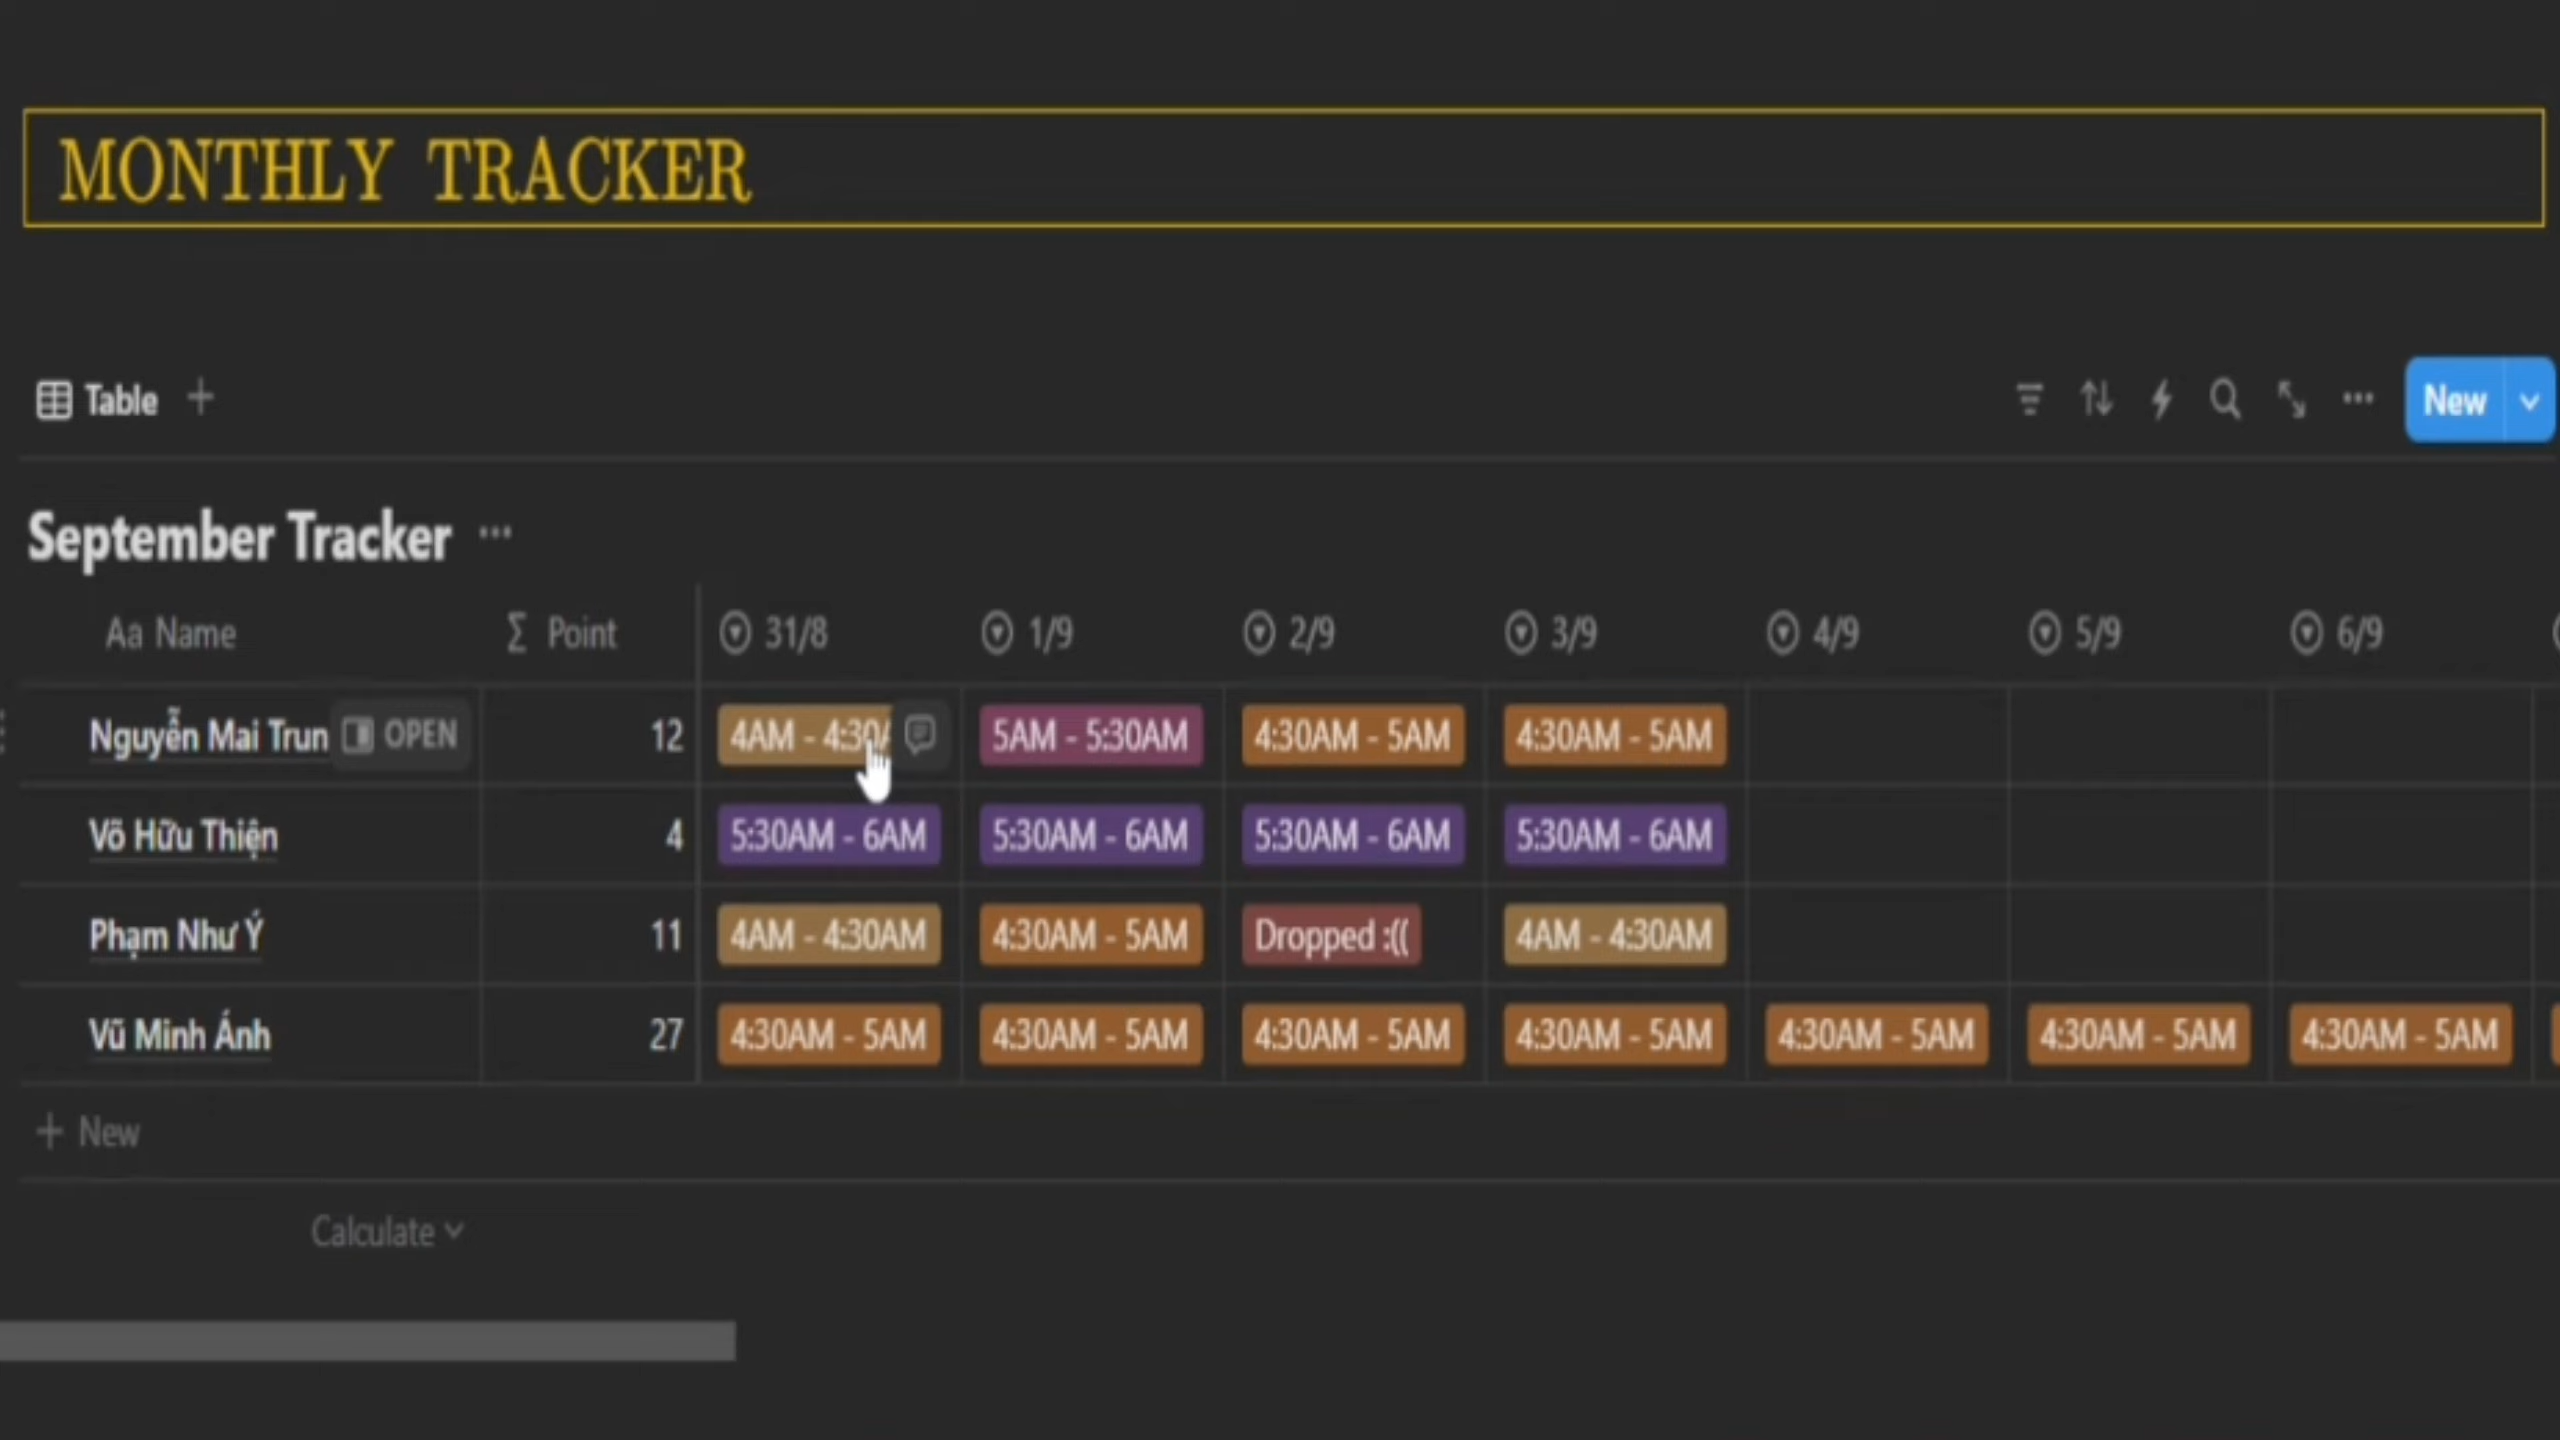 MONTHLY TRACKER
Table
New
September Tracker
Aa Name Σ Point 31/8 1/9 2/9 3/9 4/9 5/9 6/9
Nguyễn Mai Trun OPEN 12 4AM - 4:30A 5AM - 5:30AM 4:30AM - 5AM 4:30AM - 5AM
Võ Hữu Thiện 4 5:30AM - 6AM 5:30AM - 6AM 5:30AM - 6AM 5:30AM - 6AM
Phạm Như Ý 11 4AM - 4:30AM 4:30AM - 5AM Dropped :(( 4AM - 4:30AM
Vũ Minh Ánh 27 4:30AM - 5AM 4:30AM - 5AM 4:30AM - 5AM 4:30AM - 5AM 4:30AM - 5AM 4:30AM - 5AM 4:30AM - 5AM
+ New
Calculate